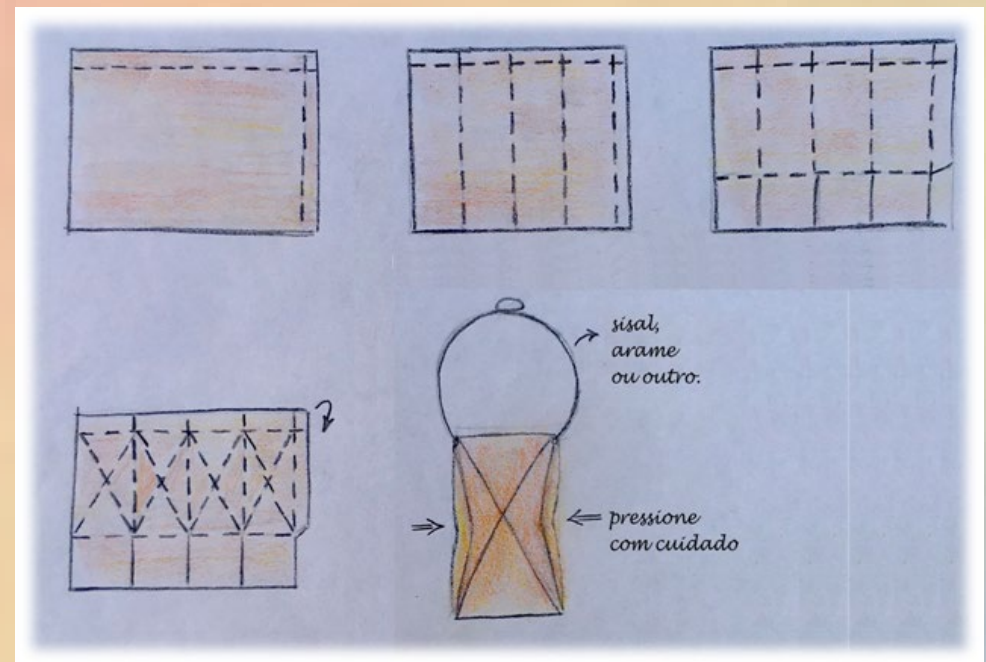 sisal,
arame
ou outro.
pressione
com cuidado